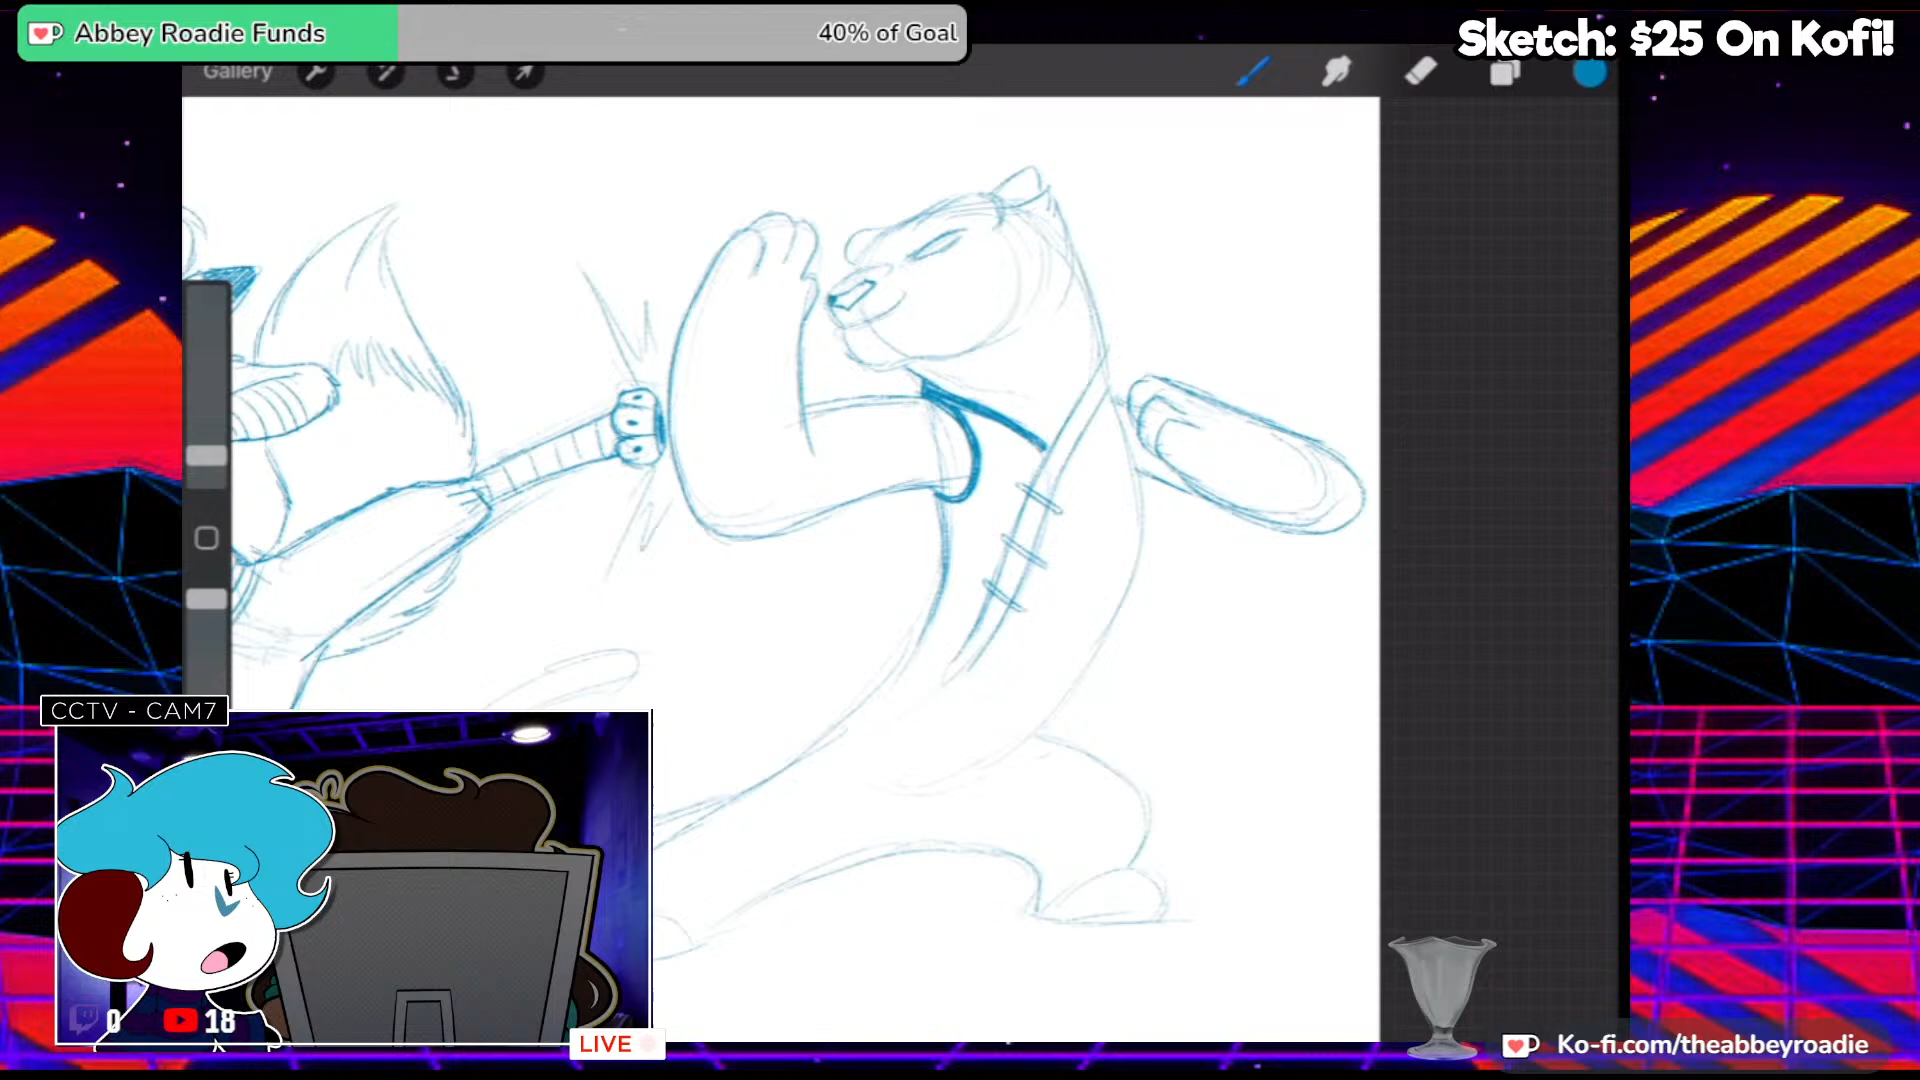 Abbey Roadie Funds
40% of Goal
Sketch: $25 On Kofi!
Gallery
CCTV - CAM7
0
18
LIVE
Ko-fi.com/theabbeyroadie